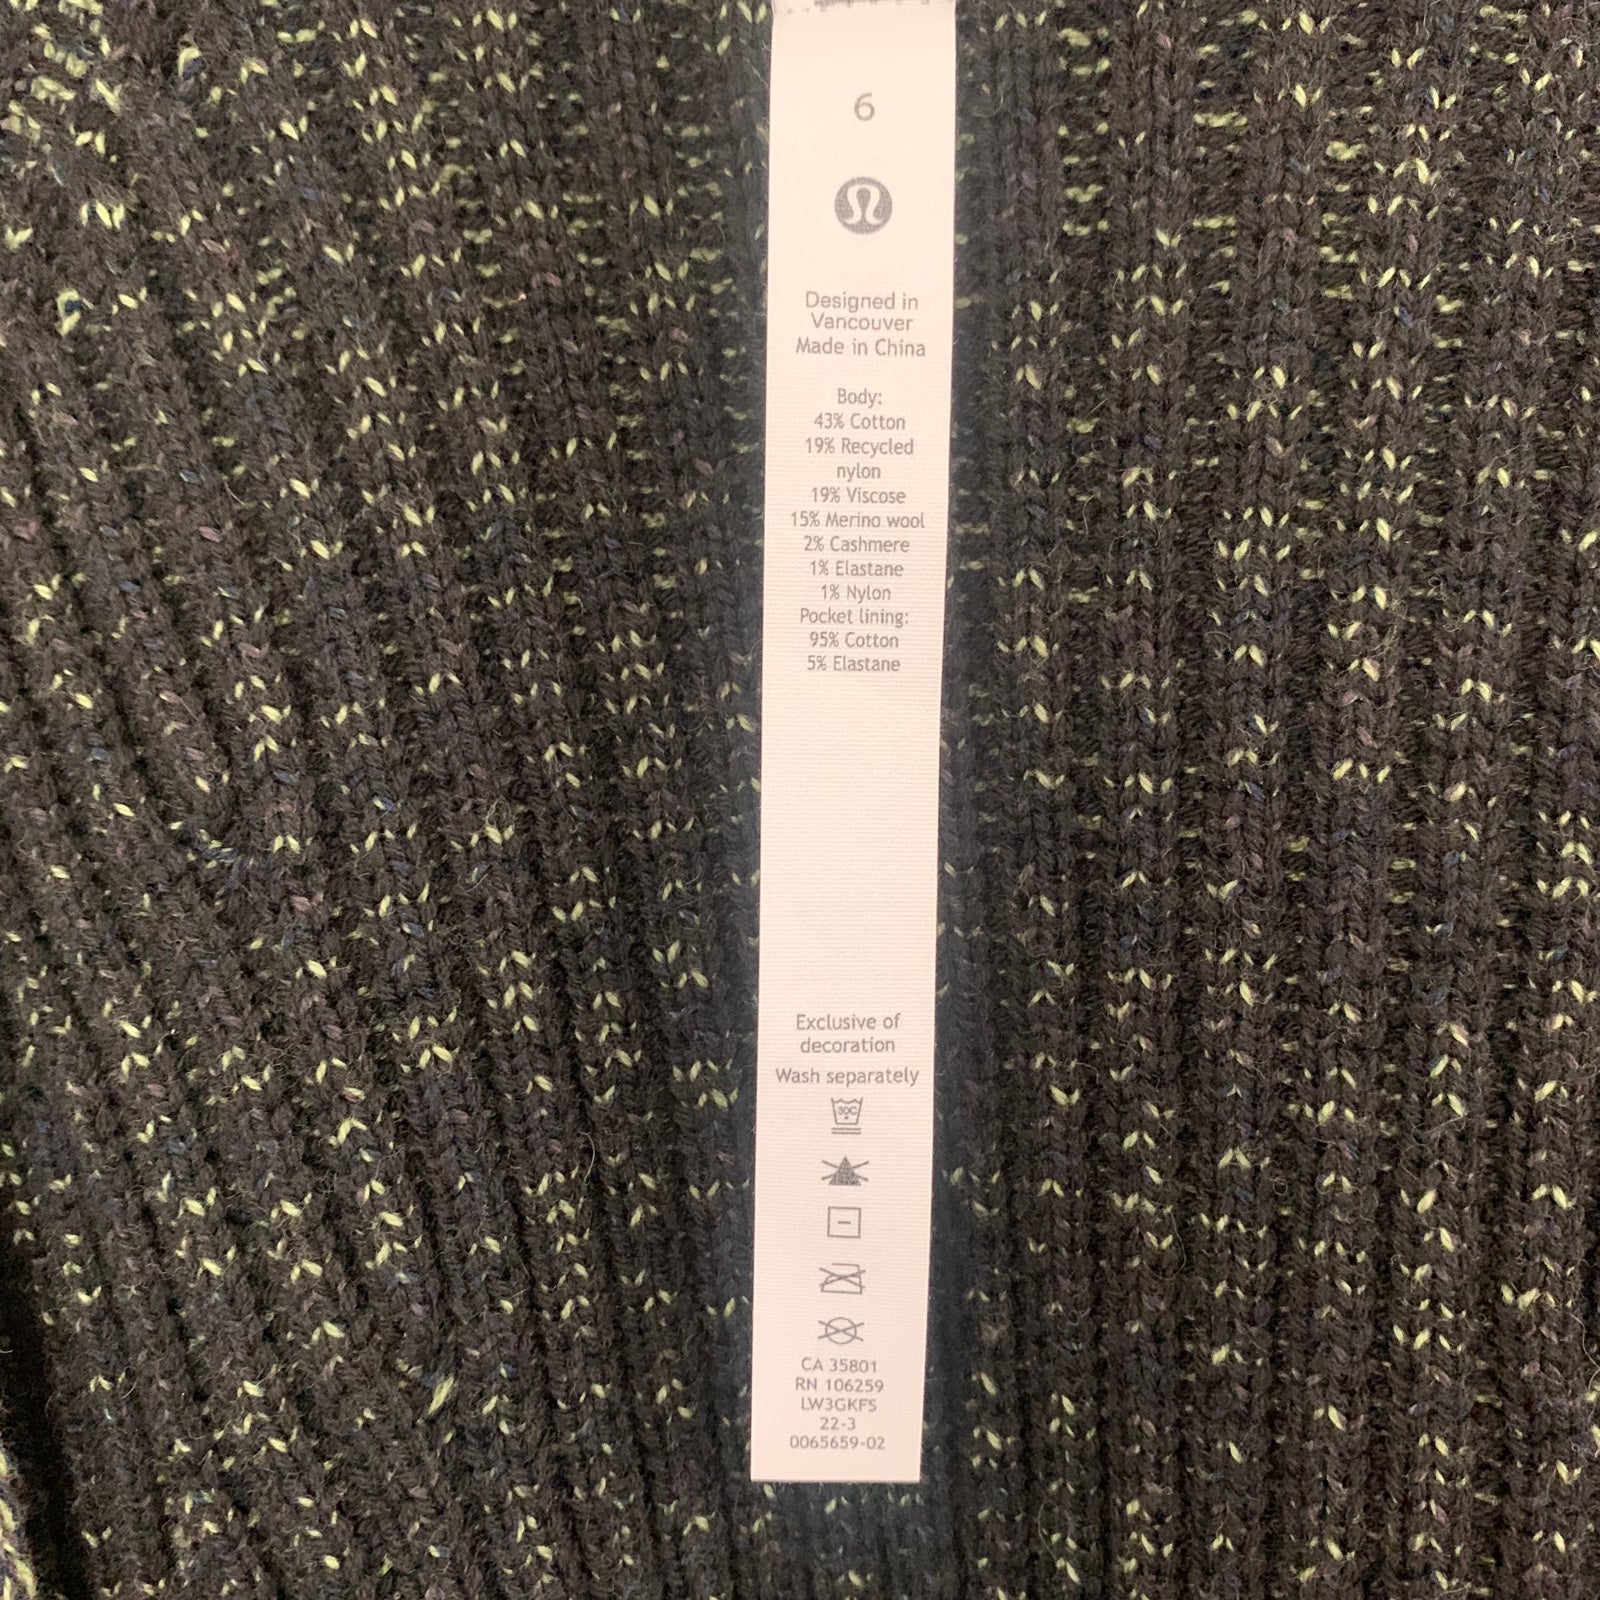 6
Designed in
Vancouver
Made in China
Body:
43% Cotton
19% Recycled
nylon
19% Viscose
15% Merino wool
2% Cashmere
1% Elastane
1% Nylon
Pocket lining:
95% Cotton
5% Elastane
Exclusive of
decoration
Wash separately
30C
CA 35801
RN 106259
LW3GKFS
22-3
0065659-02